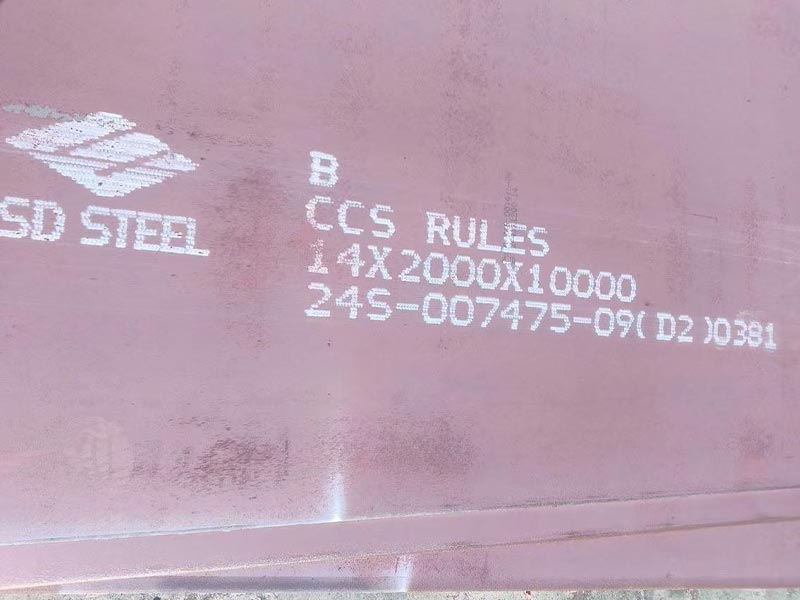 SD STEEL
B
CCS RULES
14X2000X10000
24S-007475-09(D2)0381